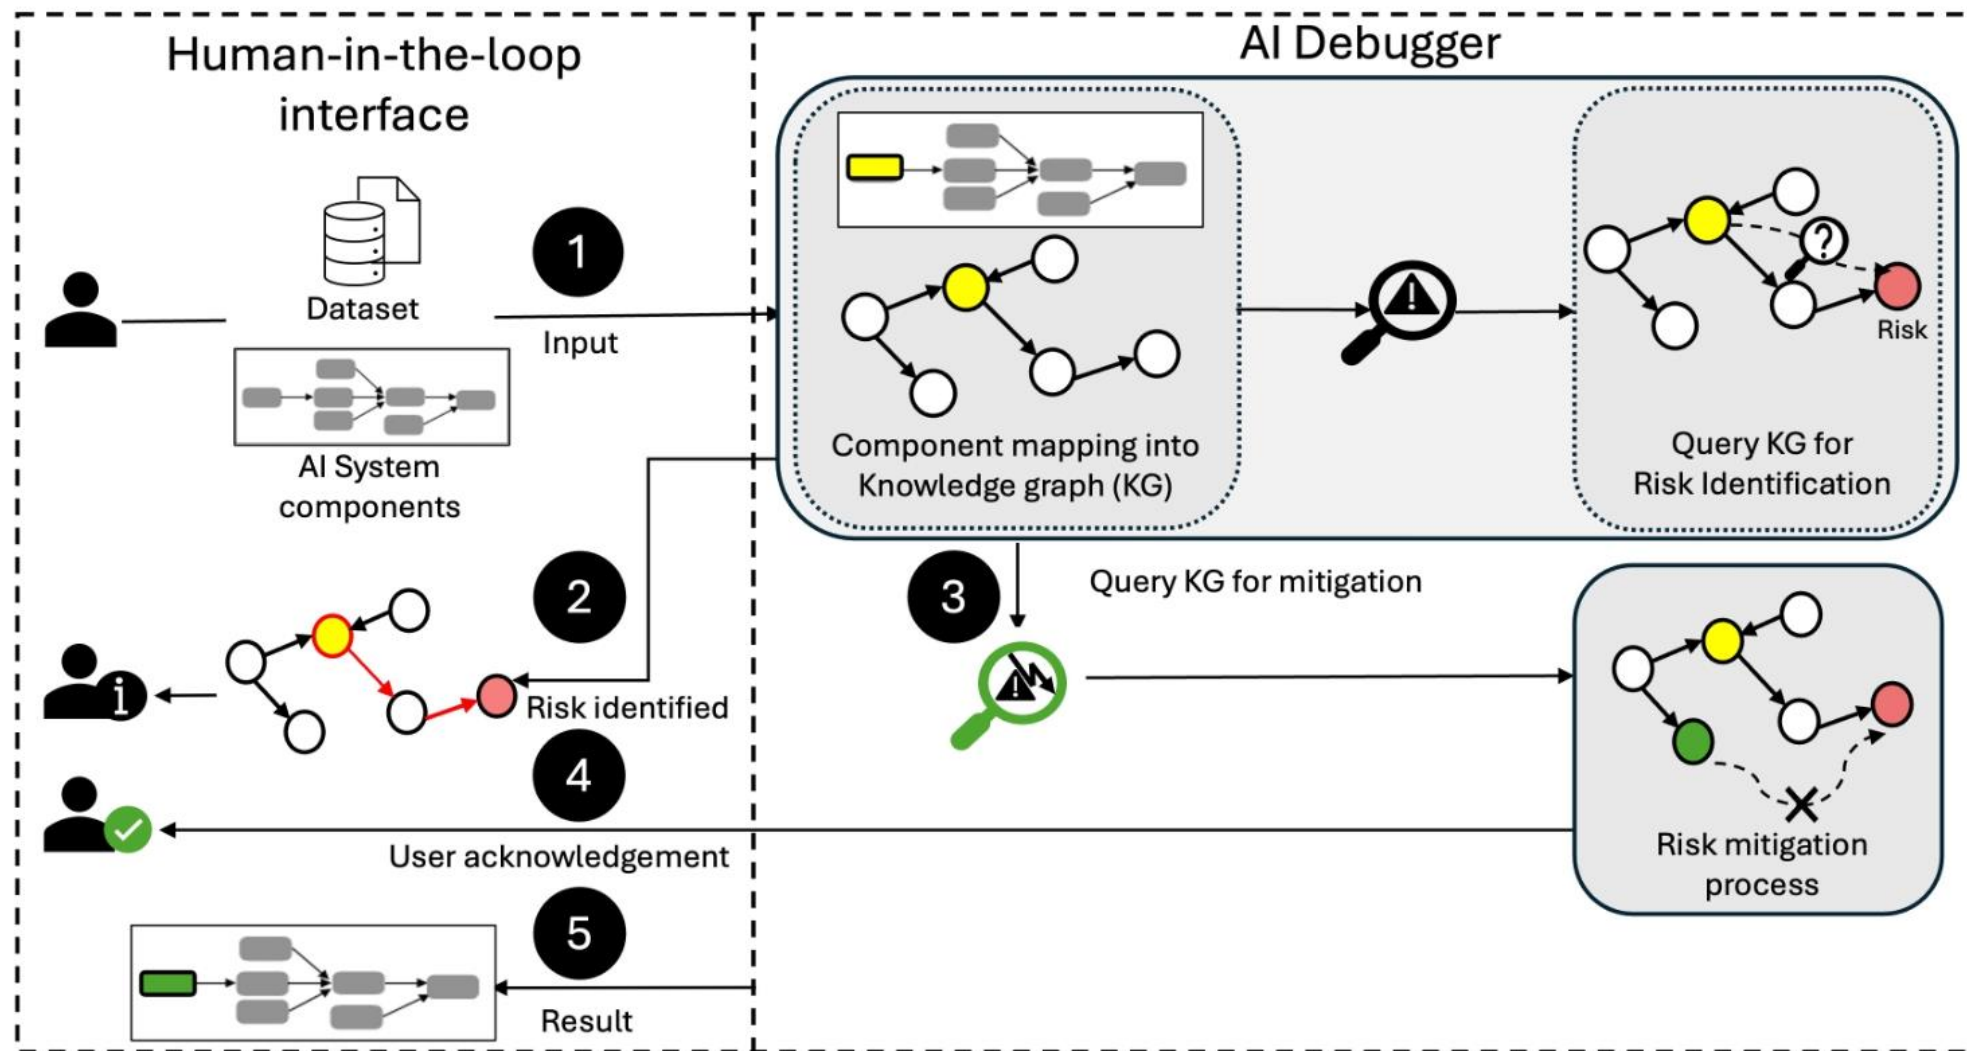 Human-in-the-loop
interface
AI Debugger
Dataset
1
Input
AI System
components
Component mapping into
Knowledge graph (KG)
?
Risk
Query KG for
Risk Identification
2
i
Risk identified
3
Query KG for mitigation
4
User acknowledgement
Risk mitigation
process
5
Result